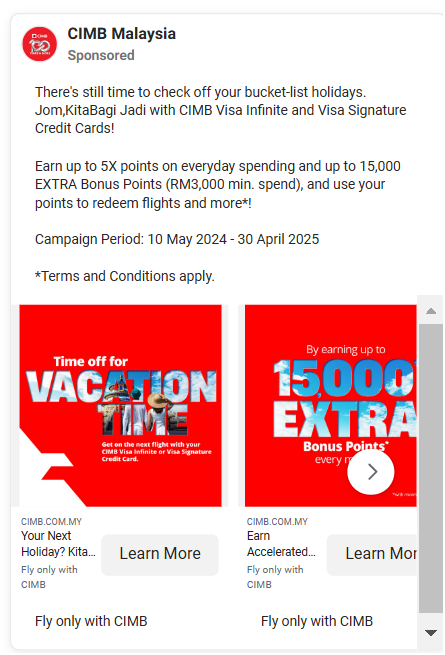 CIMB Malaysia
Sponsored
There's still time to check off your bucket-list holidays.
Jom,KitaBagi Jadi with CIMB Visa Infinite and Visa Signature
Credit Cards!
Earn up to 5X points on everyday spending and up to 15,000
EXTRA Bonus Points (RM3,000 min. spend), and use your
points to redeem flights and more*!
Campaign Period: 10 May 2024 - 30 April 2025
*Terms and Conditions apply.
Time off for
VACATION
TIME
Get on the next flight with your
CIMB Visa Infinite or Visa Signature
Credit Card.
CIMB.COM.MY
Your Next
Holiday? Kita...
Fly only with
CIMB
Learn More
Fly only with CIMB
By earning up to
15,000
EXTRA
Bonus Points*
every
CIMB.COM.MY
Earn
Accelerated...
Fly only with
CIMB
Learn Mor
Fly only with CIMB